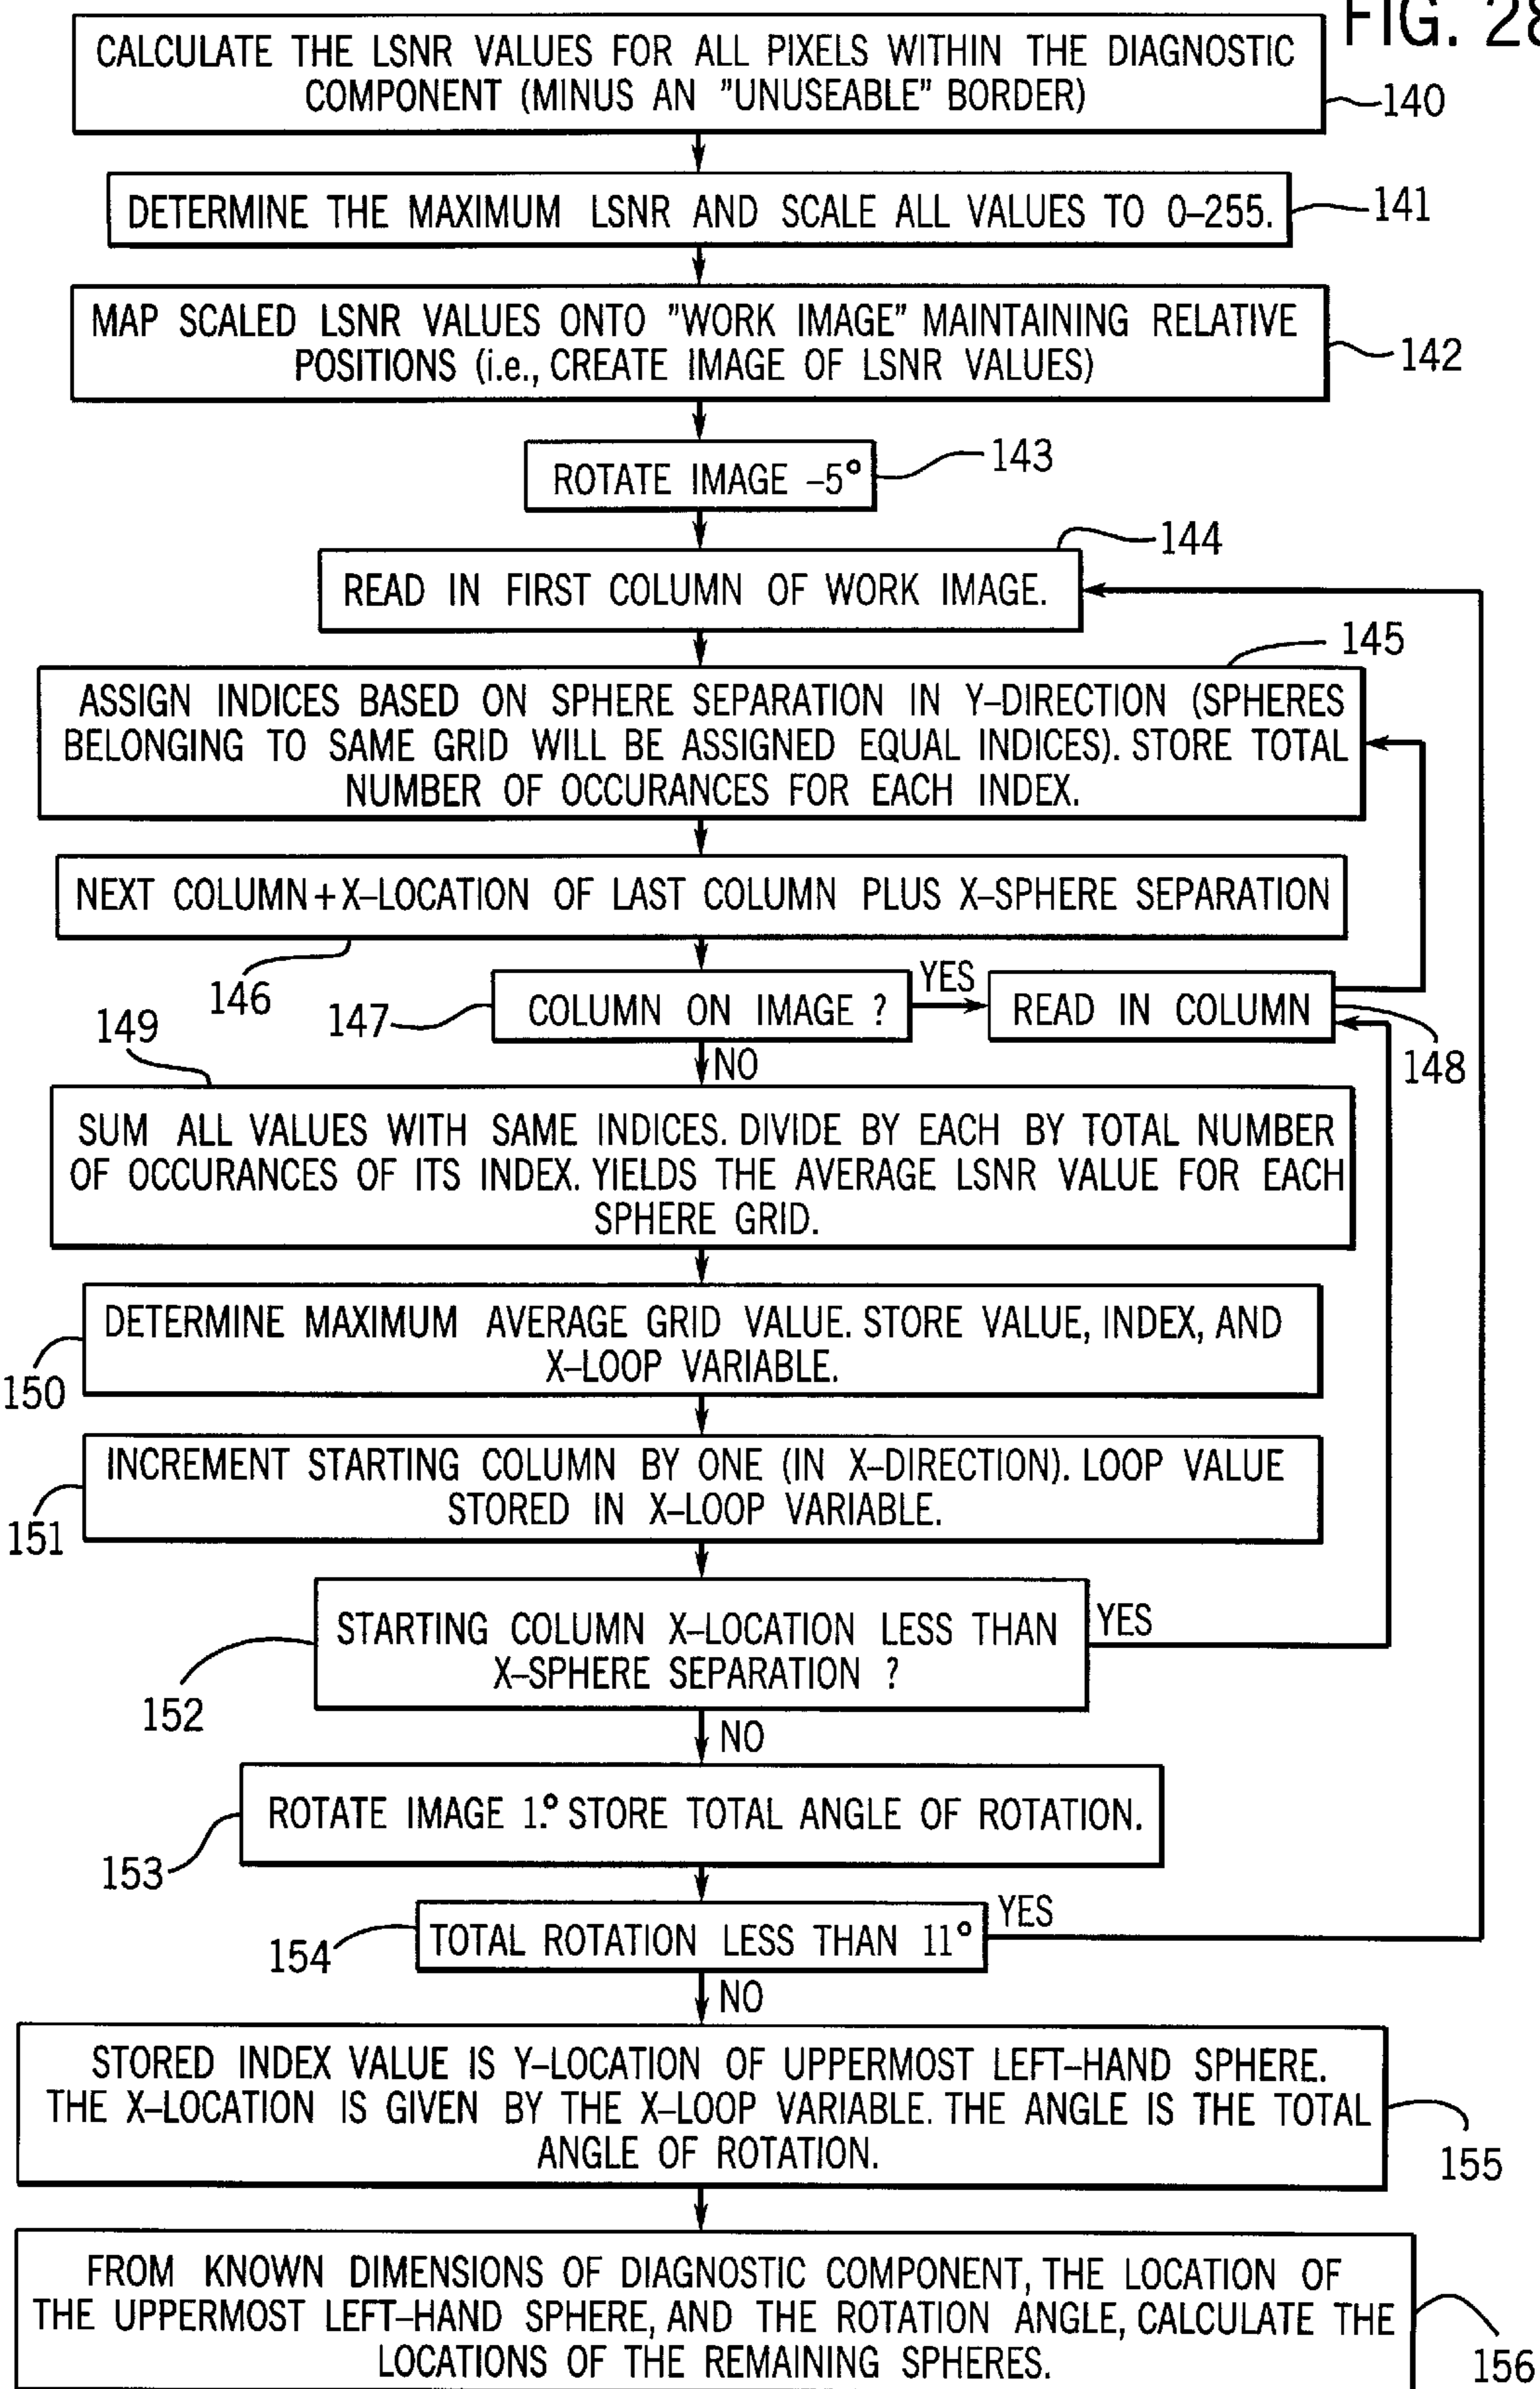 FIG. 28
CALCULATE THE LSNR VALUES FOR ALL PIXELS WITHIN THE DIAGNOSTIC
COMPONENT (MINUS AN "UNUSEABLE" BORDER)
140
DETERMINE THE MAXIMUM LSNR AND SCALE ALL VALUES TO 0-255.
141
MAP SCALED LSNR VALUES ONTO "WORK IMAGE" MAINTAINING RELATIVE
POSITIONS (i.e., CREATE IMAGE OF LSNR VALUES)
142
ROTATE IMAGE -5°
143
144
READ IN FIRST COLUMN OF WORK IMAGE.
145
ASSIGN INDICES BASED ON SPHERE SEPARATION IN Y-DIRECTION (SPHERES
BELONGING TO SAME GRID WILL BE ASSIGNED EQUAL INDICES). STORE TOTAL
NUMBER OF OCCURANCES FOR EACH INDEX.
NEXT COLUMN+X-LOCATION OF LAST COLUMN PLUS X-SPHERE SEPARATION
146
147
COLUMN ON IMAGE ?
YES
READ IN COLUMN
148
NO
149
SUM ALL VALUES WITH SAME INDICES. DIVIDE BY EACH BY TOTAL NUMBER
OF OCCURANCES OF ITS INDEX. YIELDS THE AVERAGE LSNR VALUE FOR EACH
SPHERE GRID.
DETERMINE MAXIMUM AVERAGE GRID VALUE. STORE VALUE, INDEX, AND
X-LOOP VARIABLE.
150
INCREMENT STARTING COLUMN BY ONE (IN X-DIRECTION). LOOP VALUE
STORED IN X-LOOP VARIABLE.
151
STARTING COLUMN X-LOCATION LESS THAN
X-SPHERE SEPARATION ?
YES
152
NO
ROTATE IMAGE 1.° STORE TOTAL ANGLE OF ROTATION.
153
TOTAL ROTATION LESS THAN 11°
YES
154
NO
STORED INDEX VALUE IS Y-LOCATION OF UPPERMOST LEFT-HAND SPHERE.
THE X-LOCATION IS GIVEN BY THE X-LOOP VARIABLE. THE ANGLE IS THE TOTAL
ANGLE OF ROTATION.
155
FROM KNOWN DIMENSIONS OF DIAGNOSTIC COMPONENT, THE LOCATION OF
THE UPPERMOST LEFT-HAND SPHERE, AND THE ROTATION ANGLE, CALCULATE THE
LOCATIONS OF THE REMAINING SPHERES.
156